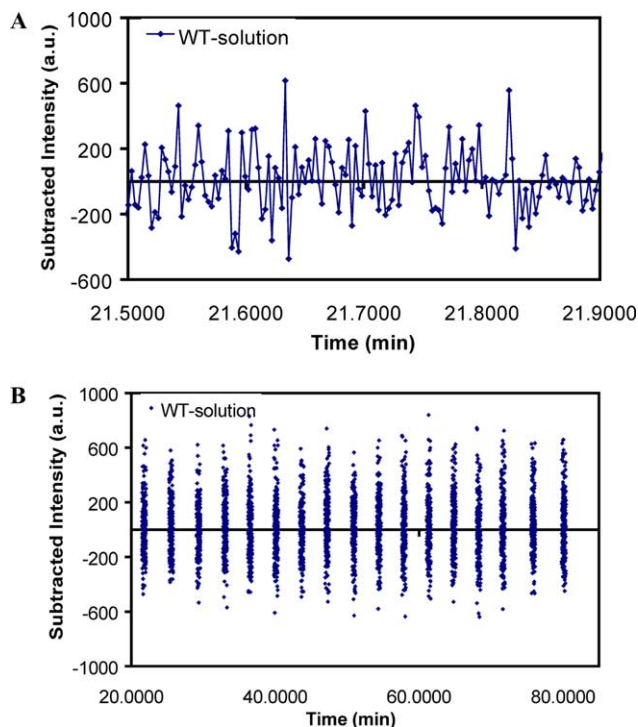 A
1000
WT-solution
600
200
-200
-600
Subtracted Intensity (a.u.)
21.5000 21.6000 21.7000 21.8000 21.9000
Time (min)
B
1000
WT-solution
600
200
-200
-600
-1000
Subtracted Intensity (a.u.)
20.0000 40.0000 60.0000 80.0000
Time (min)